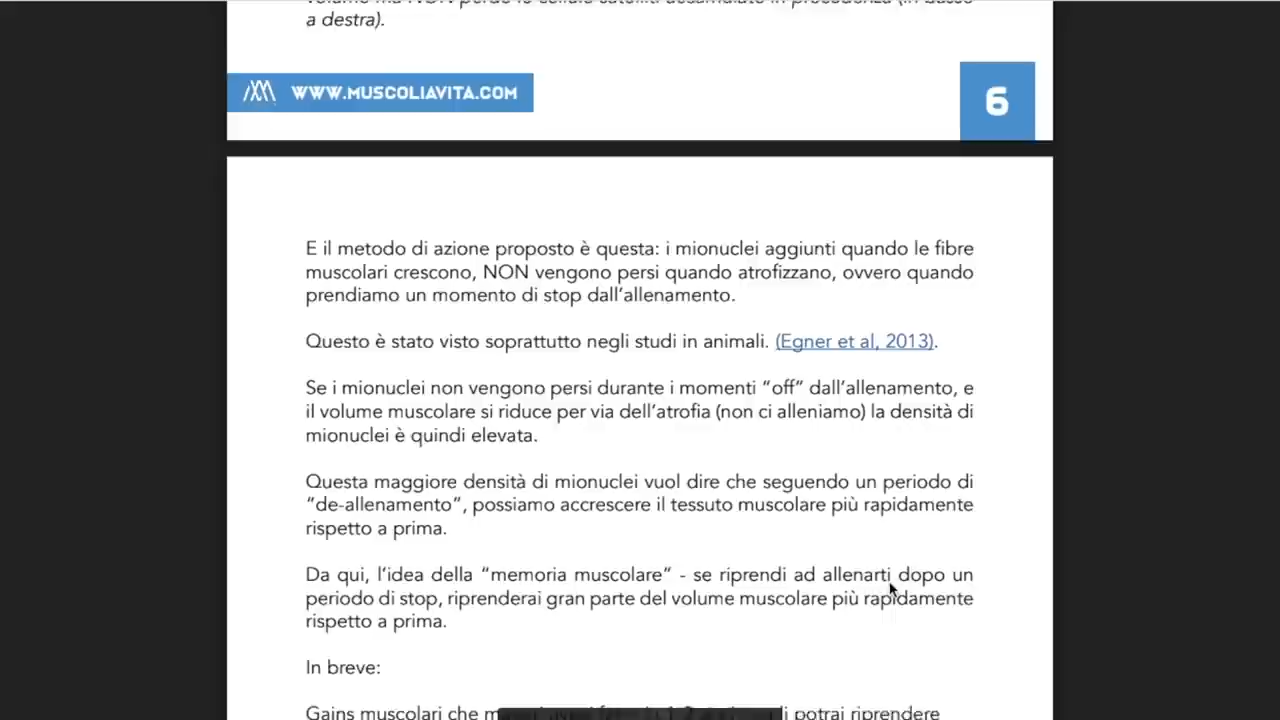 a destra).
WWW.MUSCOLIAVITA.COM
6
E il metodo di azione proposto è questa: i mionuclei aggiunti quando le fibre
muscolari crescono, NON vengono persi quando atrofizzano, ovvero quando
prendiamo un momento di stop dall’allenamento.
Questo è stato visto soprattutto negli studi in animali. (Egner et al, 2013).
Se i mionuclei non vengono persi durante i momenti “off” dall’allenamento, e
il volume muscolare si riduce per via dell’atrofia (non ci alleniamo) la densità di
mionuclei è quindi elevata.
Questa maggiore densità di mionuclei vuol dire che seguendo un periodo di
“de-allenamento”, possiamo accrescere il tessuto muscolare più rapidamente
rispetto a prima.
Da qui, l’idea della “memoria muscolare” - se riprendi ad allenarti dopo un
periodo di stop, riprenderai gran parte del volume muscolare più rapidamente
rispetto a prima.
In breve:
Gains muscolari che potrai riprendere